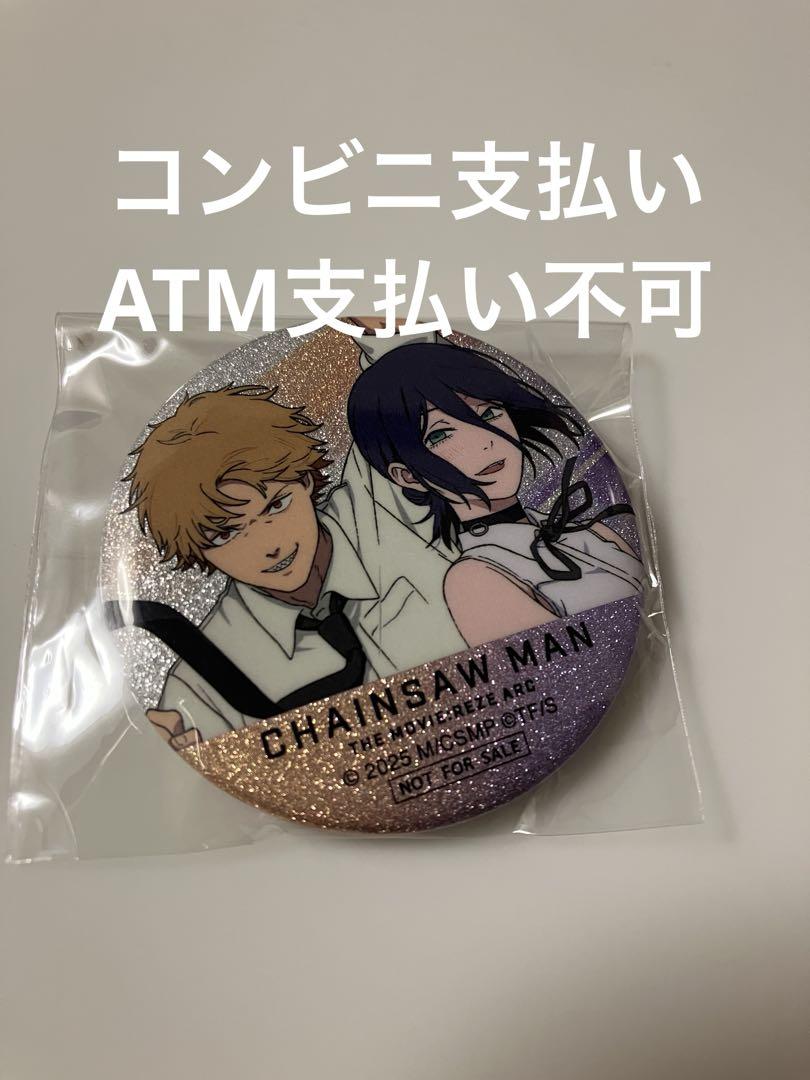 コンビニ支払い
ATM支払い不可
CHAINSAW MAN
THE MOVIE:REZE ARC
© 2025 M/CSMP ©TF/S
NOT FOR SALE